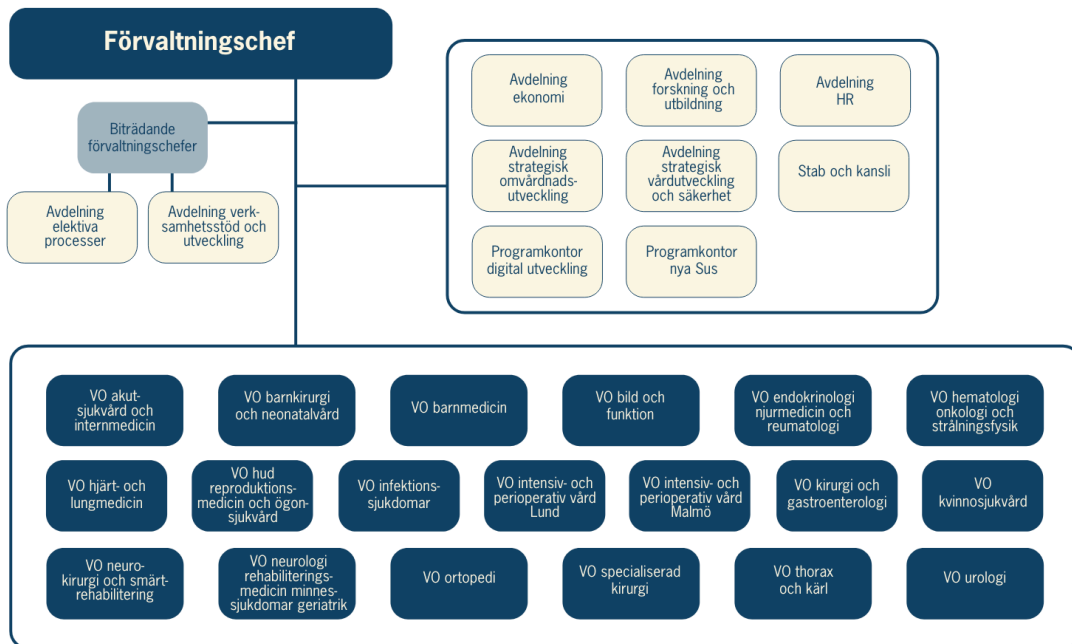 Förvaltningschef
Biträdande
förvaltningschefer
Avdelning
elektiva
processer
Avdelning verk-
samhetsstöd och
utveckling
Avdelning
ekonomi
Avdelning
forskning och
utbildning
Avdelning
HR
Avdelning
strategisk
omvårdnads-
utveckling
Avdelning
strategisk
vårdutveckling
och säkerhet
Stab och kansli
Programkontor
digital utveckling
Programkontor
nya Sus
VO akut-
sjukvård och
internmedicin
VO barnkirurgi
och neonatalvård
VO barnmedicin
VO bild och
funktion
VO endokrinologi
njurmedicin och
reumatologi
VO hematologi
onkologi och
strålningsfysik
VO hjärt- och
lungmedicin
VO hud
reproduktions-
medicin och ögon-
sjukvård
VO infektions-
sjukdomar
VO intensiv- och
perioperativ vård
Lund
VO intensiv- och
perioperativ vård
Malmö
VO kirurgi och
gastroenterologi
VO
kvinnosjukvård
VO neuro-
kirurgi och smärt-
rehabilitering
VO neurologi
rehabiliterings-
medicin minnes-
sjukdomar geriatrik
VO ortopedi
VO specialiserad
kirurgi
VO thorax
och kärl
VO urologi